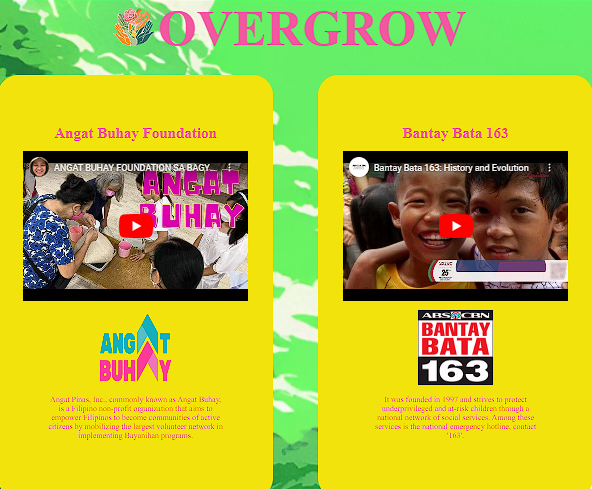 OVERGROW
Angat Buhay Foundation
ANGAT BUHAY FOUNDATION SA BAGY
ANGAT
BUHAY
ANGAT
BUHAY
Angat Pinas, Inc., commonly known as Angat Buhay,
is a Filipino non-profit organization that aims to
empower Filipinos to become communities of active
citizens by mobilizing the largest volunteer network in
implementing Bayanihan programs.
Bantay Bata 163
Bantay Bata 163: History and Evolution
25
ABS CBN
BANTAY
BATA
163
It was founded in 1997 and strives to protect
underprivileged and at-risk children through a
national network of social services. Among these
services is the national emergency hotline, contact
'163'.